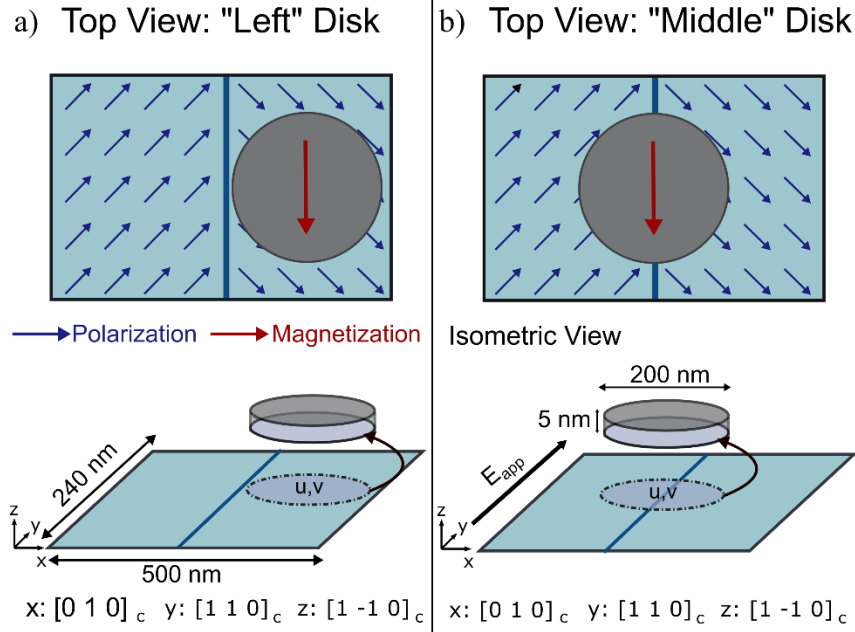 a) Top View: "Left" Disk
b) Top View: "Middle" Disk
Polarization
Magnetization
Isometric View
240 nm
u,v
z
y
x
500 nm
x: [0 1 0] c y: [1 1 0] c z: [1 -1 0] c
200 nm
5 nm
E app
u,v
z
y
x
x: [0 1 0] c y: [1 1 0] c z: [1 -1 0] c